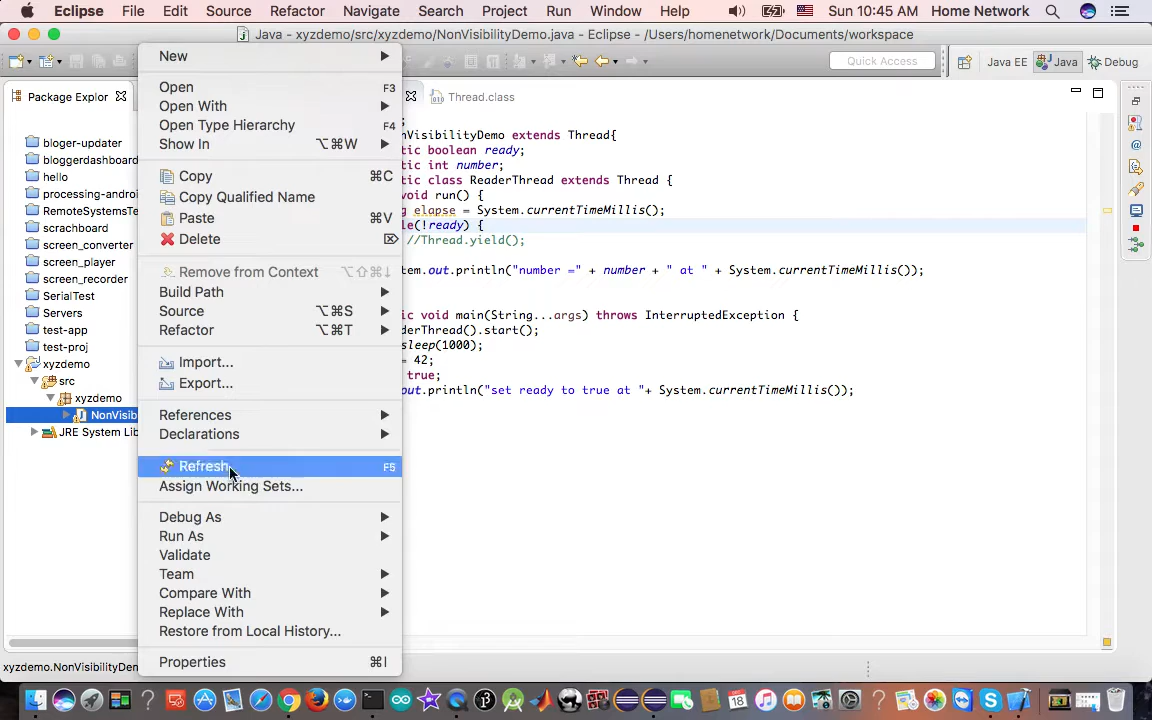 Eclipse File Edit Source Refactor Navigate Search Project Run Window Help Sun 10:45 AM Home Network
Java - xyzdemo/src/xyzdemo/NonVisibilityDemo.java - Eclipse - /Users/homenetwork/Documents/workspace
Quick Access Java EE Java Debug
Package Explor
Thread.class
bloger-updater
bloggerdashboard
hello
processing-androi
RemoteSystemsTe
scrachboard
screen_converter
screen_player
screen_recorder
SerialTest
Servers
test-app
test-proj
xyzdemo
src
xyzdemo
NonVisib
JRE System Lib
New
Open F3
Open With
Open Type Hierarchy F4
Show In ⌥⌘W
Copy ⌘C
Copy Qualified Name
Paste ⌘V
Delete ⌦
Remove from Context ⌥⇧⌘↓
Build Path
Source ⌥⌘S
Refactor ⌥⌘T
Import...
Export...
References
Declarations
Refresh F5
Assign Working Sets...
Debug As
Run As
Validate
Team
Compare With
Replace With
Restore from Local History...
Properties ⌘I
;
nVisibilityDemo extends Thread{
tic boolean ready;
tic int number;
tic class ReaderThread extends Thread {
void run() {
g elapse = System.currentTimeMillis();
le(!ready) {
//Thread.yield();
tem.out.println("number =" + number + " at " + System.currentTimeMillis());
ic void main(String...args) throws InterruptedException {
derThread().start();
sleep(1000);
= 42;
true;
out.println("set ready to true at "+ System.currentTimeMillis());
xyzdemo.NonVisibilityDen